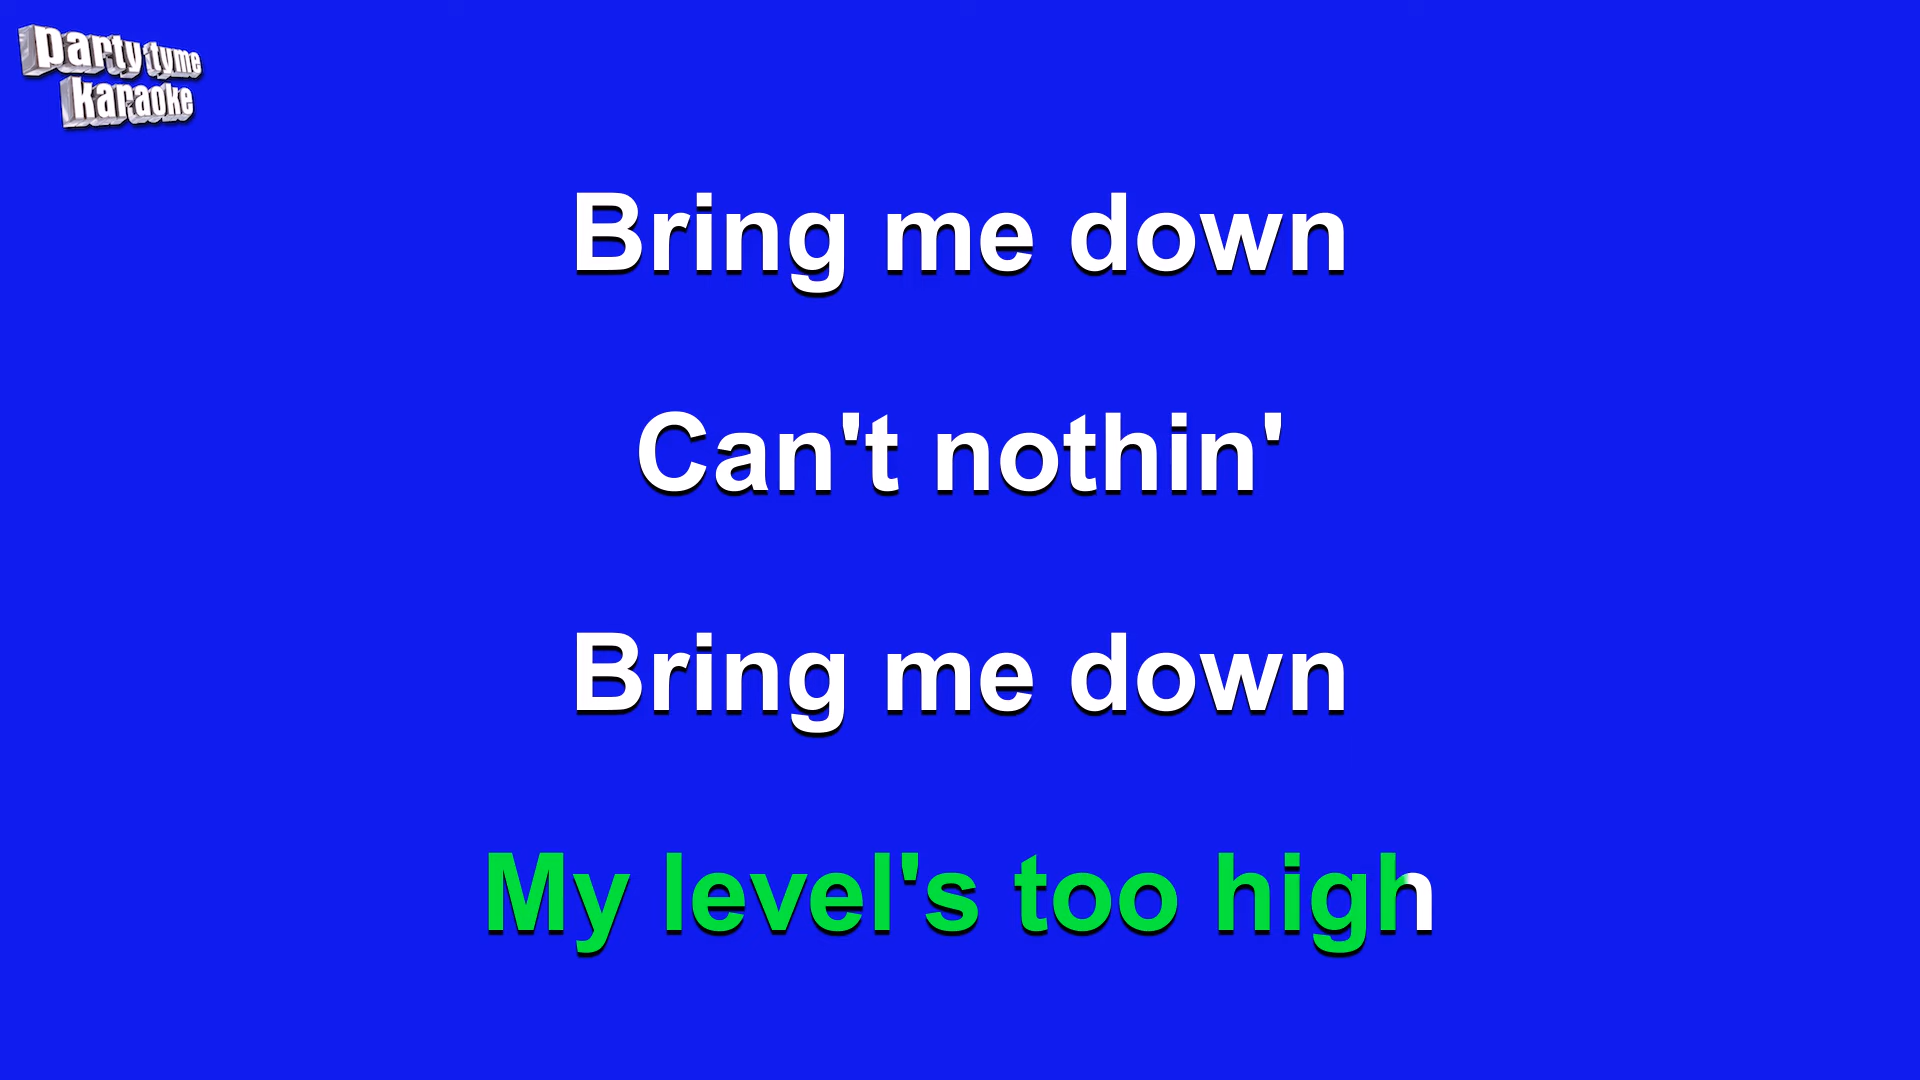 party tyme
karaoke
Bring me down
Can't nothin'
Bring me down
My level's too high